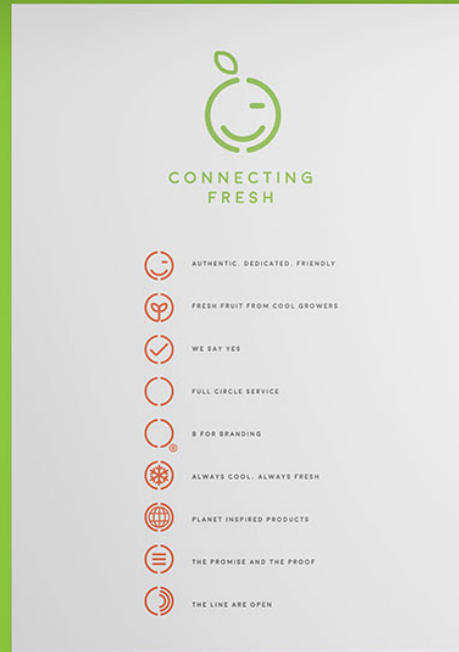 CONNECTING
FRESH
AUTHENTIC. DEDICATED. FRIENDLY
FRESH FRUIT FROM COOL GROWERS
WE SAY YES
FULL CIRCLE SERVICE
B FOR BRANDING
®
ALWAYS COOL. ALWAYS FRESH
PLANET INSPIRED PRODUCTS
THE PROMISE AND THE PROOF
THE LINE ARE OPEN